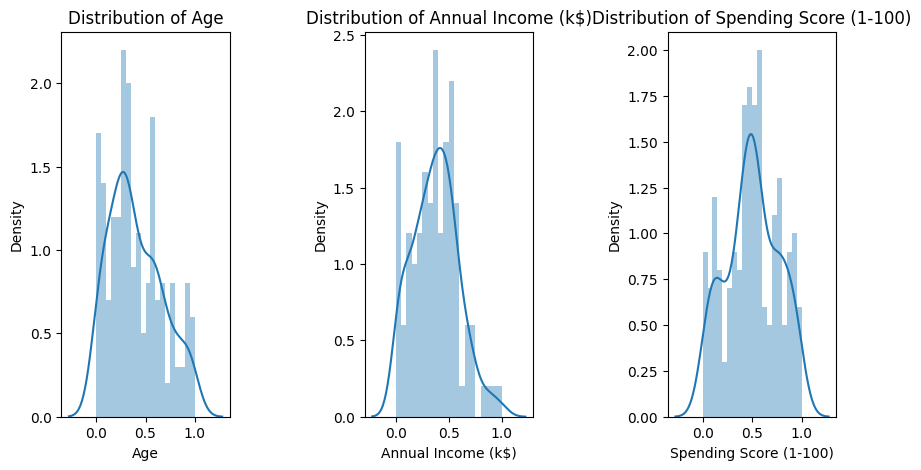 Distribution of Age
Distribution of Annual Income (k$)
Distribution of Spending Score (1-100)
Density
2.0
1.5
1.0
0.5
0.0
0.0 0.5 1.0
Age
Density
2.5
2.0
1.5
1.0
0.5
0.0
0.0 0.5 1.0
Annual Income (k$)
Density
2.00
1.75
1.50
1.25
1.00
0.75
0.50
0.25
0.00
0.0 0.5 1.0
Spending Score (1-100)